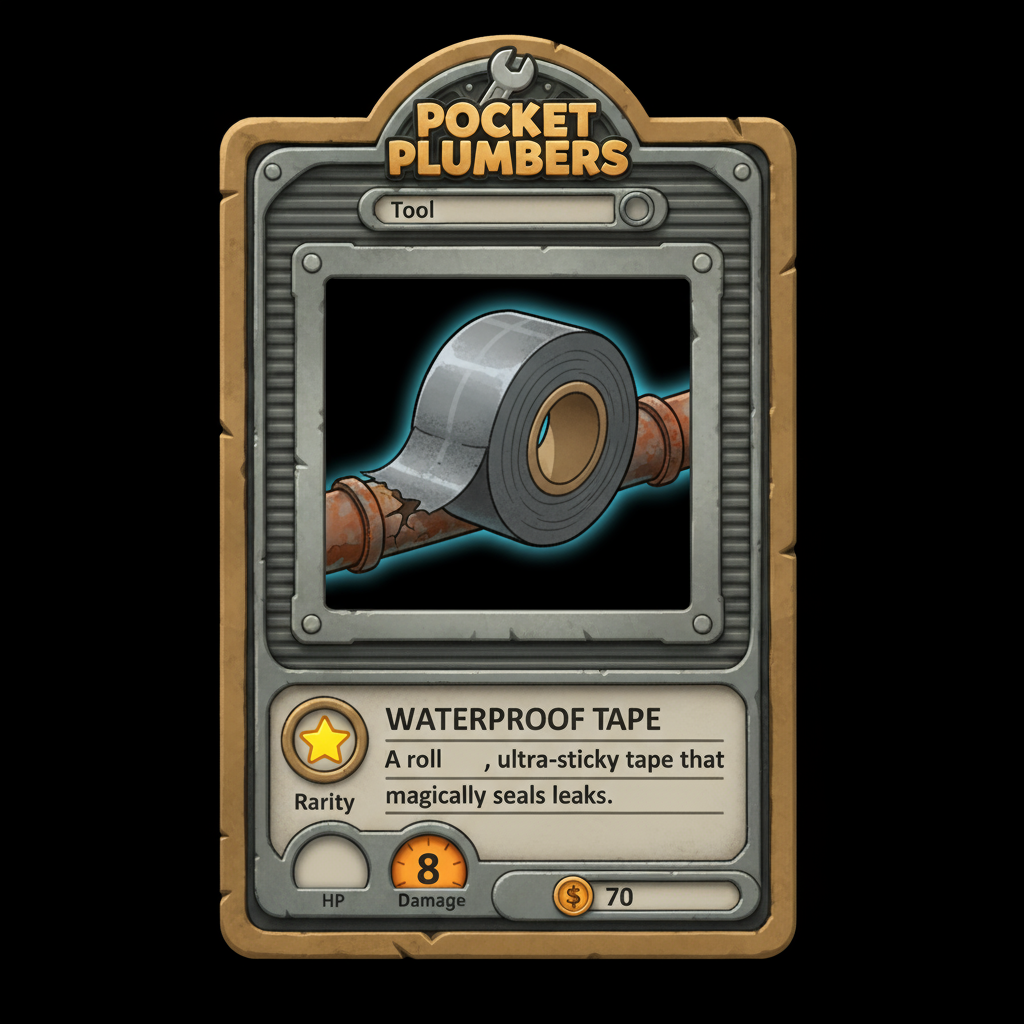 POCKET
PLUMBERS
Tool
WATERPROOF TAPE
A roll , ultra-sticky tape that
magically seals leaks.
Rarity
8
HP
Damage
$ 70